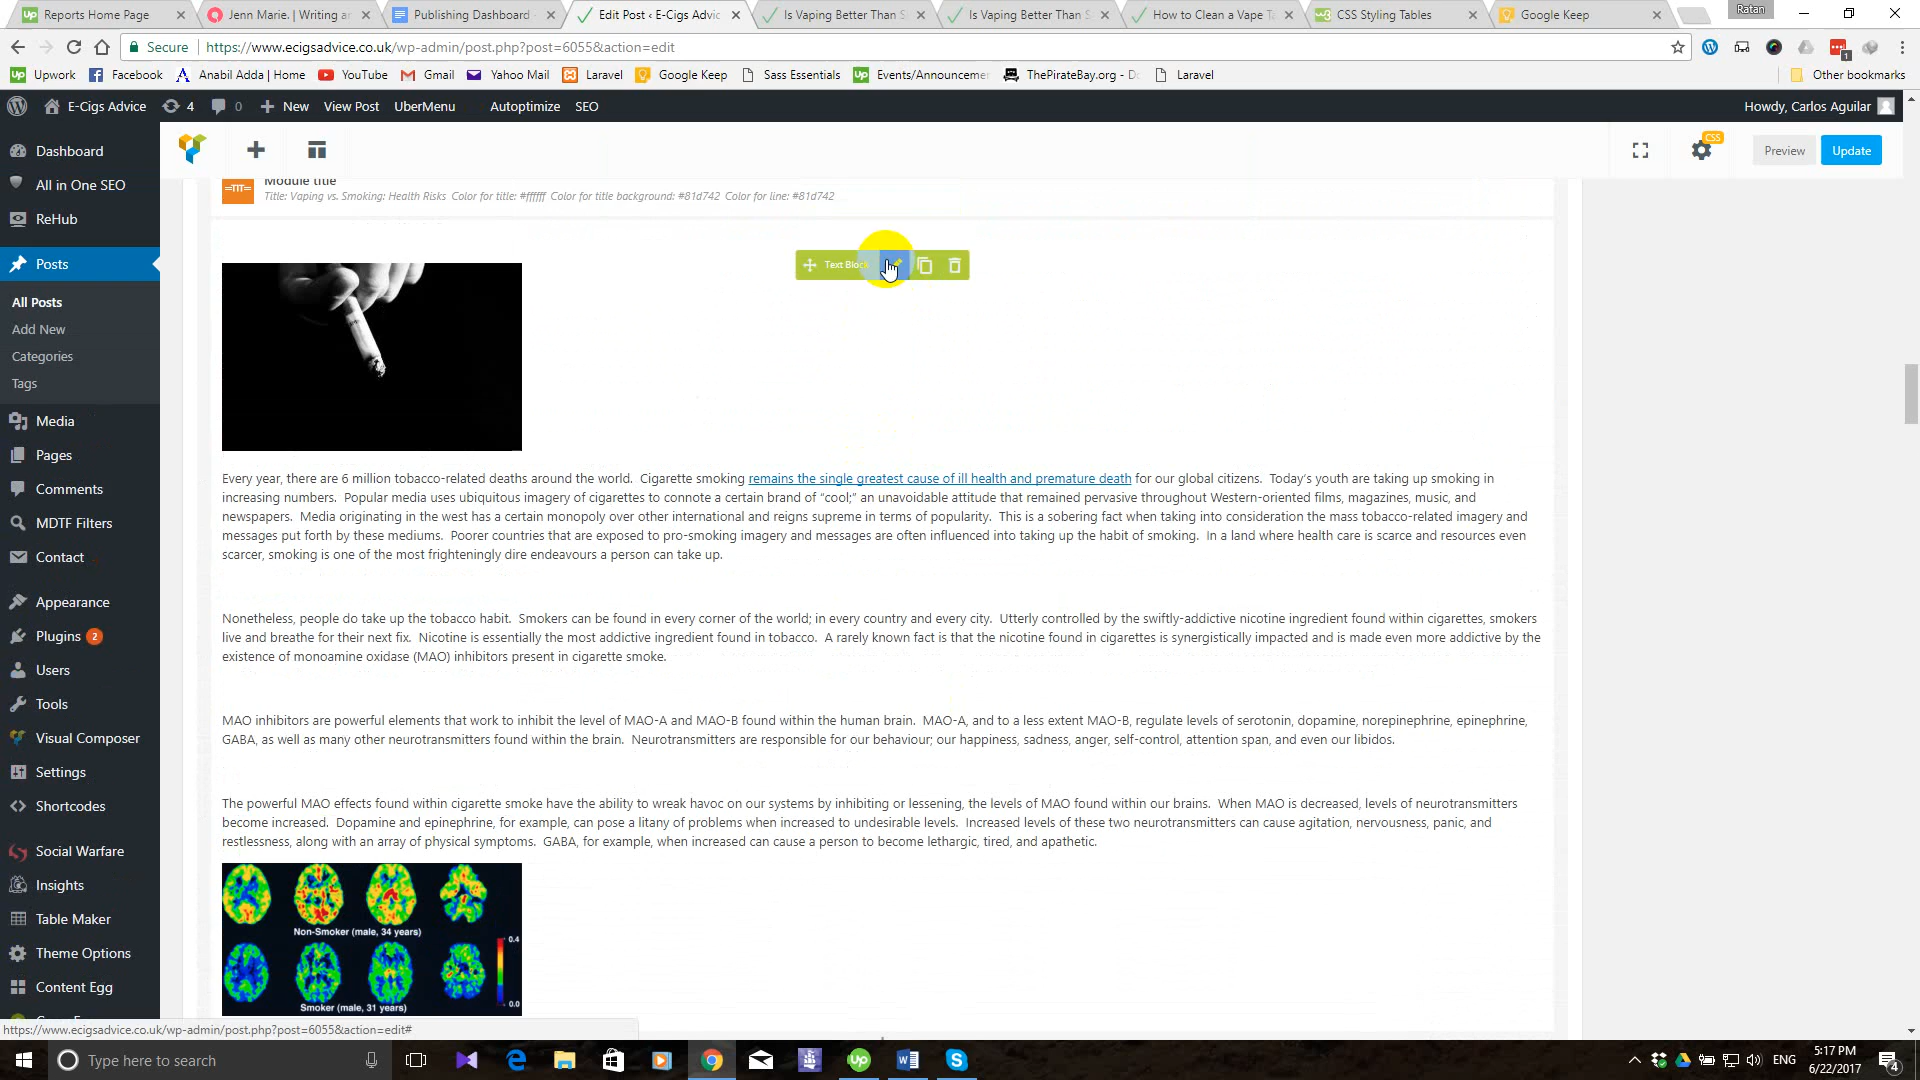 Reports Home Page
Jenn Marie. | Writing a
Publishing Dashboard
Edit Post ‹ E-Cigs Advic
Is Vaping Better Than S
Is Vaping Better Than S
How to Clean a Vape Ta
CSS Styling Tables
Google Keep
Ratan
Secure
https://www.ecigsadvice.co.uk/wp-admin/post.php?post=6055&action=edit
Upwork
Facebook
Anabil Adda | Home
YouTube
Gmail
Yahoo Mail
Laravel
Google Keep
Sass Essentials
Events/Announceme
ThePirateBay.org - Do
Laravel
Other bookmarks
E-Cigs Advice
4
0
New
View Post
UberMenu
Autoptimize
SEO
Howdy, Carlos Aguilar
Dashboard
All in One SEO
ReHub
Posts
All Posts
Add New
Categories
Tags
Media
Pages
Comments
MDTF Filters
Contact
Appearance
Plugins 2
Users
Tools
Visual Composer
Settings
Shortcodes
Social Warfare
Insights
Table Maker
Theme Options
Content Egg
CSS
Preview
Update
Module title
Title: Vaping vs. Smoking: Health Risks Color for title: #ffffff Color for title background: #81d742 Color for line: #81d742
Text Block
Every year, there are 6 million tobacco-related deaths around the world. Cigarette smoking remains the single greatest cause of ill health and premature death for our global citizens. Today's youth are taking up smoking in
increasing numbers. Popular media uses ubiquitous imagery of cigarettes to connote a certain brand of “cool;” an unavoidable attitude that remained pervasive throughout Western-oriented films, magazines, music, and
newspapers. Media originating in the west has a certain monopoly over other international and reigns supreme in terms of popularity. This is a sobering fact when taking into consideration the mass tobacco-related imagery and
messages put forth by these mediums. Poorer countries that are exposed to pro-smoking imagery and messages are often influenced into taking up the habit of smoking. In a land where health care is scarce and resources even
scarcer, smoking is one of the most frighteningly dire endeavours a person can take up.
Nonetheless, people do take up the tobacco habit. Smokers can be found in every corner of the world; in every country and every city. Utterly controlled by the swiftly-addictive nicotine ingredient found within cigarettes, smokers
live and breathe for their next fix. Nicotine is essentially the most addictive ingredient found in tobacco. A rarely known fact is that the nicotine found in cigarettes is synergistically impacted and is made even more addictive by the
existence of monoamine oxidase (MAO) inhibitors present in cigarette smoke.
MAO inhibitors are powerful elements that work to inhibit the level of MAO-A and MAO-B found within the human brain. MAO-A, and to a less extent MAO-B, regulate levels of serotonin, dopamine, norepinephrine, epinephrine,
GABA, as well as many other neurotransmitters found within the brain. Neurotransmitters are responsible for our behaviour; our happiness, sadness, anger, self-control, attention span, and even our libidos.
The powerful MAO effects found within cigarette smoke have the ability to wreak havoc on our systems by inhibiting or lessening, the levels of MAO found within our brains. When MAO is decreased, levels of neurotransmitters
become increased. Dopamine and epinephrine, for example, can pose a litany of problems when increased to undesirable levels. Increased levels of these two neurotransmitters can cause agitation, nervousness, panic, and
restlessness, along with an array of physical symptoms. GABA, for example, when increased can cause a person to become lethargic, tired, and apathetic.
Non-Smoker (male, 34 years)
0.4
Smoker (male, 31 years)
0.0
https://www.ecigsadvice.co.uk/wp-admin/post.php?post=6055&action=edit#
Type here to search
ENG
5:17 PM
6/22/2017
4